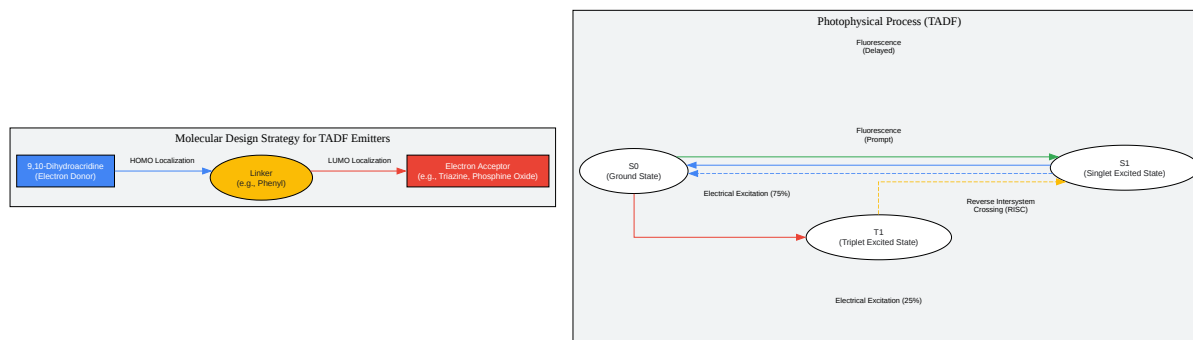 Molecular Design Strategy for TADF Emitters
9,10-Dihydroacridine
(Electron Donor)
HOMO Localization
Linker
(e.g., Phenyl)
LUMO Localization
Electron Acceptor
(e.g., Triazine, Phosphine Oxide)
Photophysical Process (TADF)
Fluorescence
(Delayed)
Fluorescence
(Prompt)
S0
(Ground State)
S1
(Singlet Excited State)
Electrical Excitation (75%)
Reverse Intersystem
Crossing (RISC)
T1
(Triplet Excited State)
Electrical Excitation (25%)